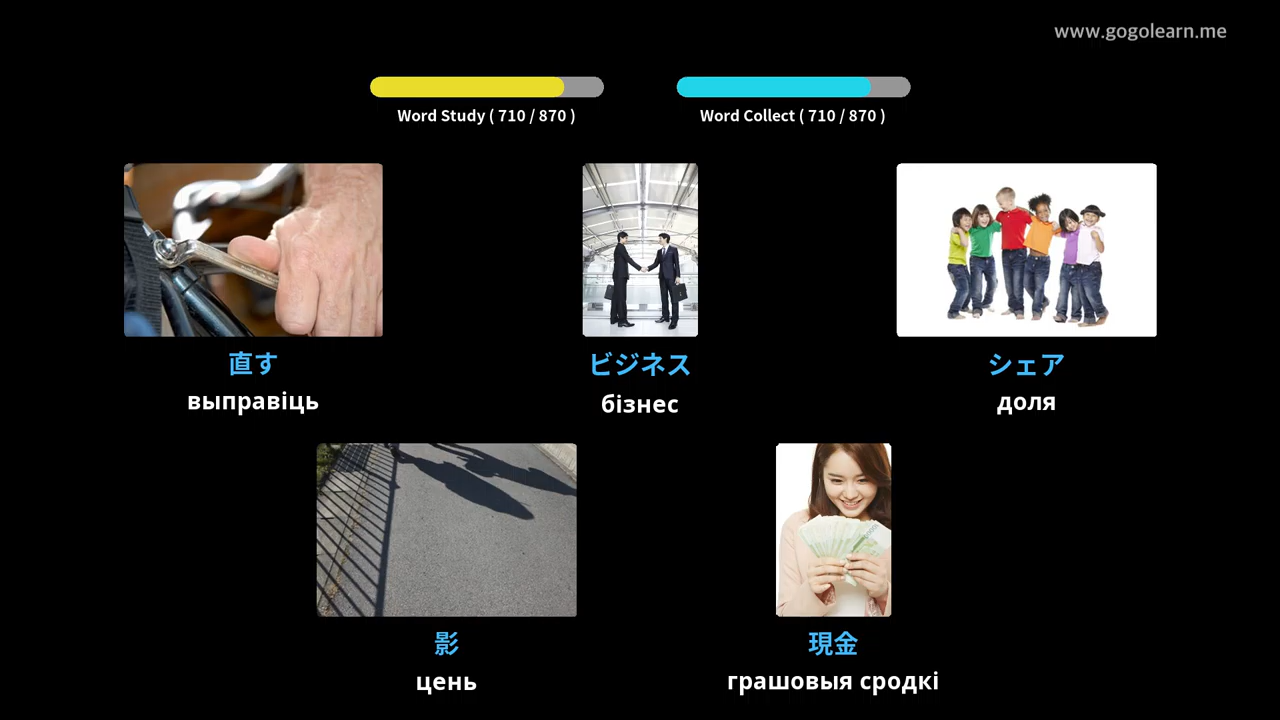 www.gogolearn.me
Word Study ( 710 / 870 )
Word Collect ( 710 / 870 )
直す
выправіць
ビジネス
бізнес
シェア
доля
影
цень
現金
грашовыя сродкі